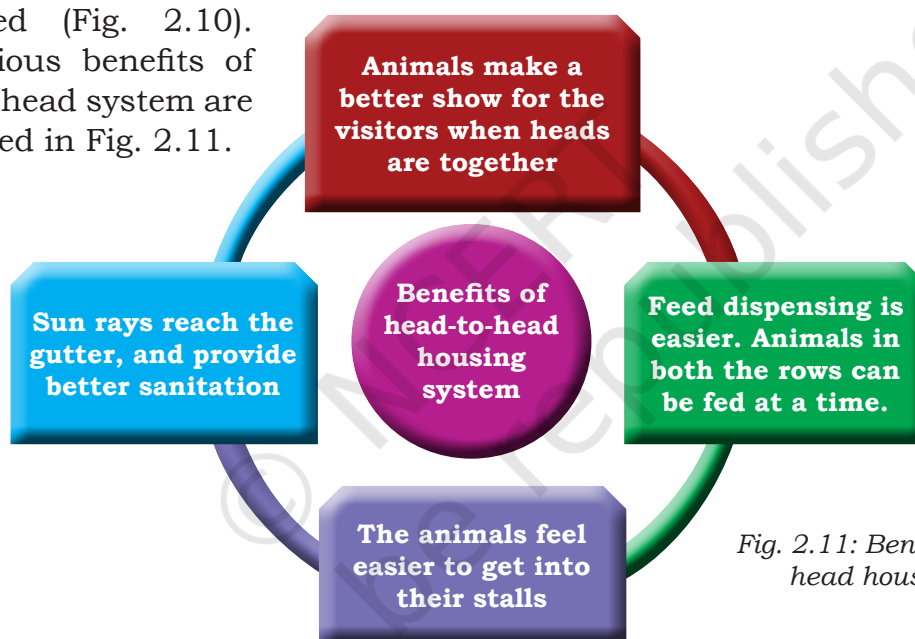 ed (Fig. 2.10).
ious benefits of
head system are
ed in Fig. 2.11.
Animals make a
better show for the
visitors when heads
are together
Sun rays reach the
gutter, and provide
better sanitation
Benefits of
head-to-head
housing
system
Feed dispensing is
easier. Animals in
both the rows can
be fed at a time.
The animals feel
easier to get into
their stalls
Fig. 2.11: Ben
head hous
© NCERT
be republishe